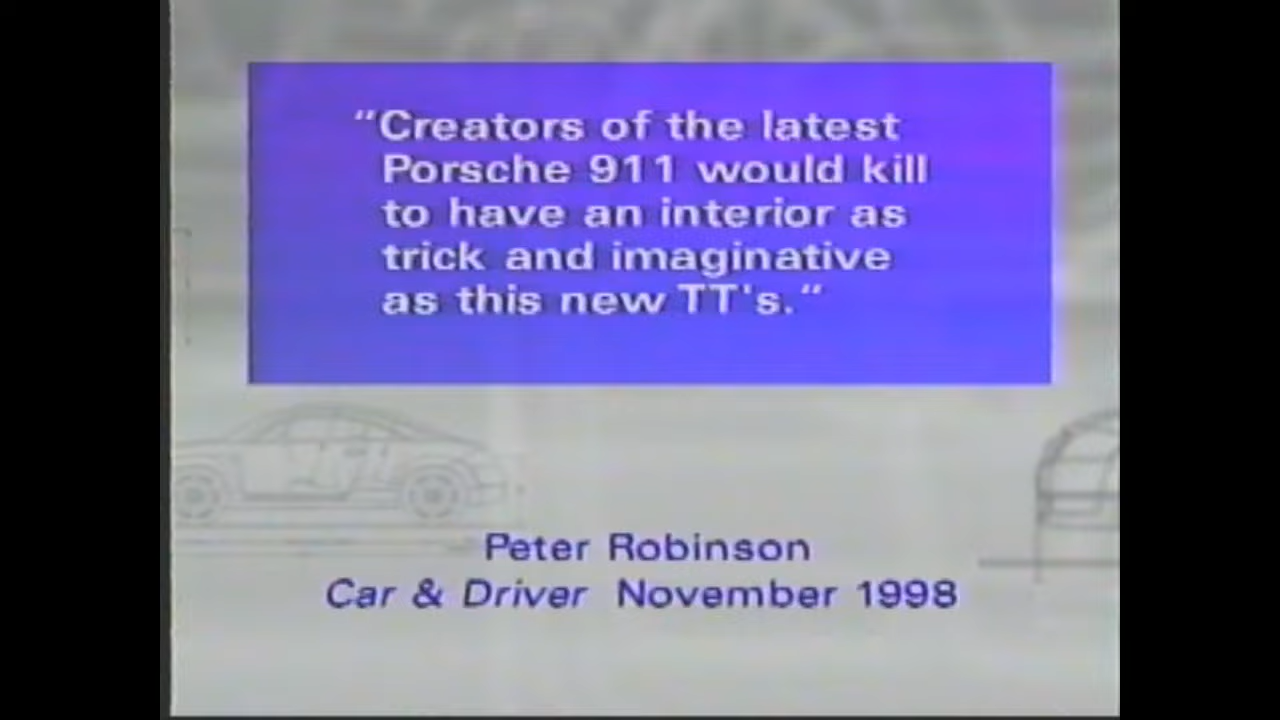 “Creators of the latest
Porsche 911 would kill
to have an interior as
trick and imaginative
as this new TT's.“
Peter Robinson
Car & Driver November 1998